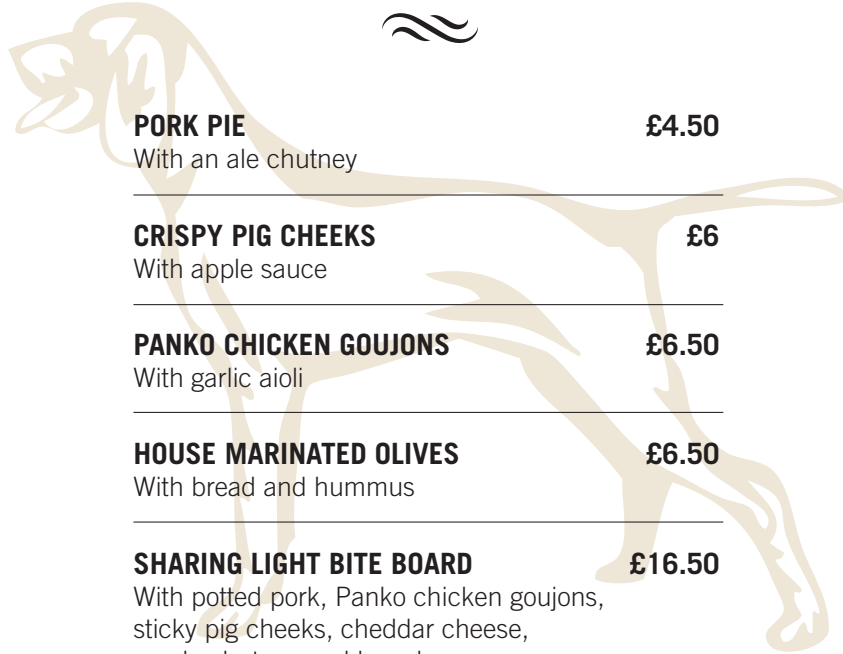 PORK PIE £4.50
With an ale chutney
CRISPY PIG CHEEKS £6
With apple sauce
PANKO CHICKEN GOUJONS £6.50
With garlic aioli
HOUSE MARINATED OLIVES £6.50
With bread and hummus
SHARING LIGHT BITE BOARD £16.50
With potted pork, Panko chicken goujons,
sticky pig cheeks, cheddar cheese,